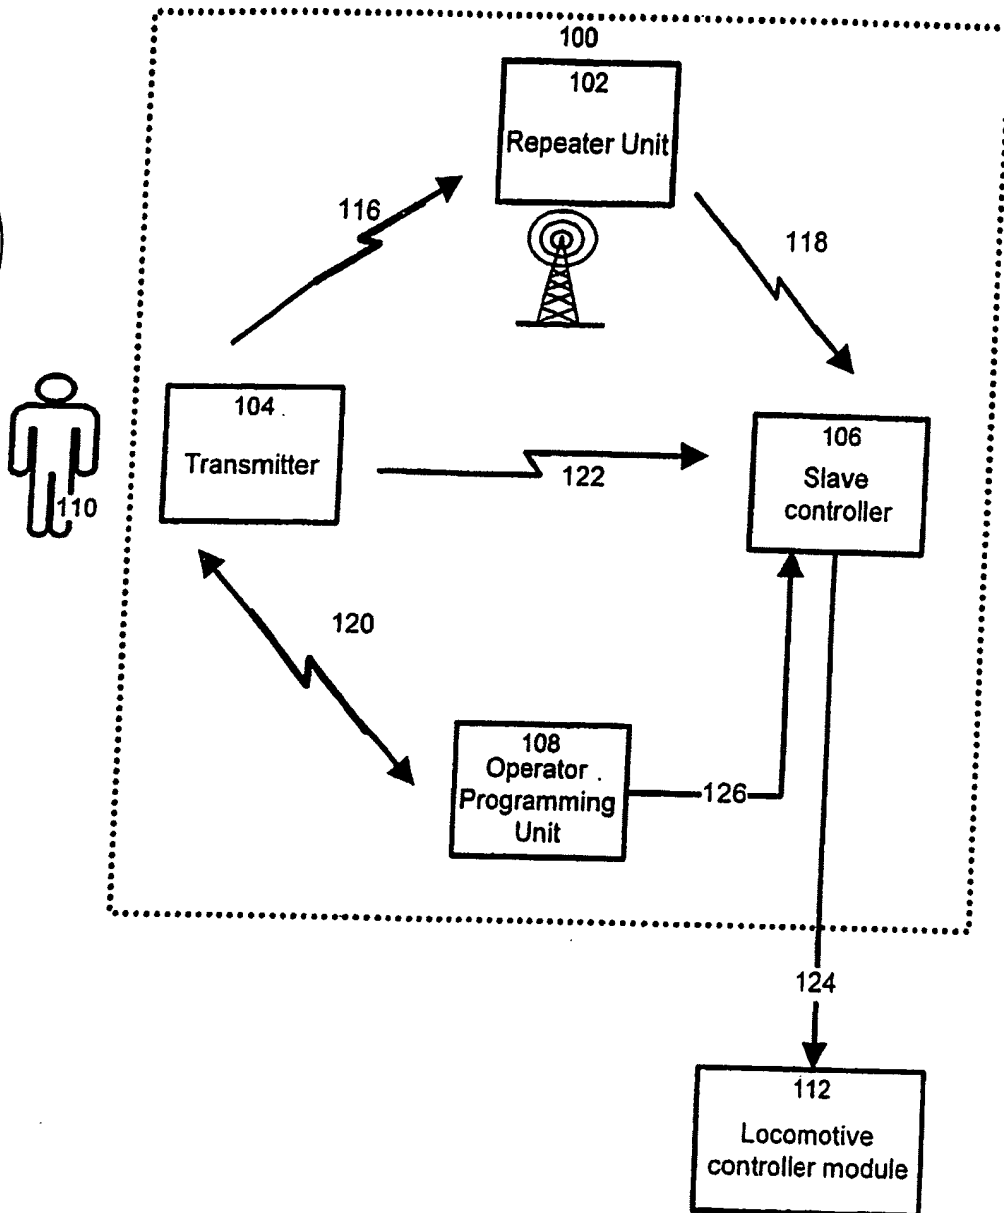 100
102
Repeater Unit
116
118
104
Transmitter
106
Slave
controller
122
110
120
108
Operator
Programming
Unit
126
124
112
Locomotive
controller module